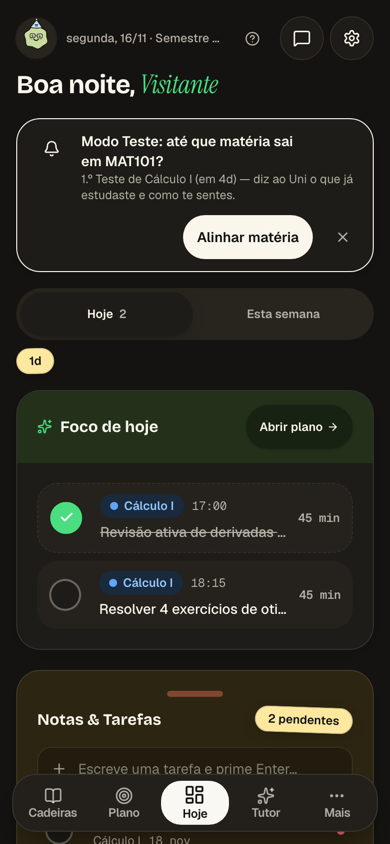 segunda, 16/11 · Semestre ...
Boa noite, Visitante
Modo Teste: até que matéria sai
em MAT101?
1.º Teste de Cálculo I (em 4d) — diz ao Uni o que já
estudaste e como te sentes.
Alinhar matéria
Hoje 2
Esta semana
1d
Foco de hoje
Abrir plano →
Cálculo I 17:00
Revisão ativa de derivadas ...
45 min
Cálculo I 18:15
Resolver 4 exercícios de oti...
45 min
Notas & Tarefas
2 pendentes
Escreve uma tarefa e prime Enter...
Cálculo I 18 nov
Cadeiras
Plano
Hoje
Tutor
Mais